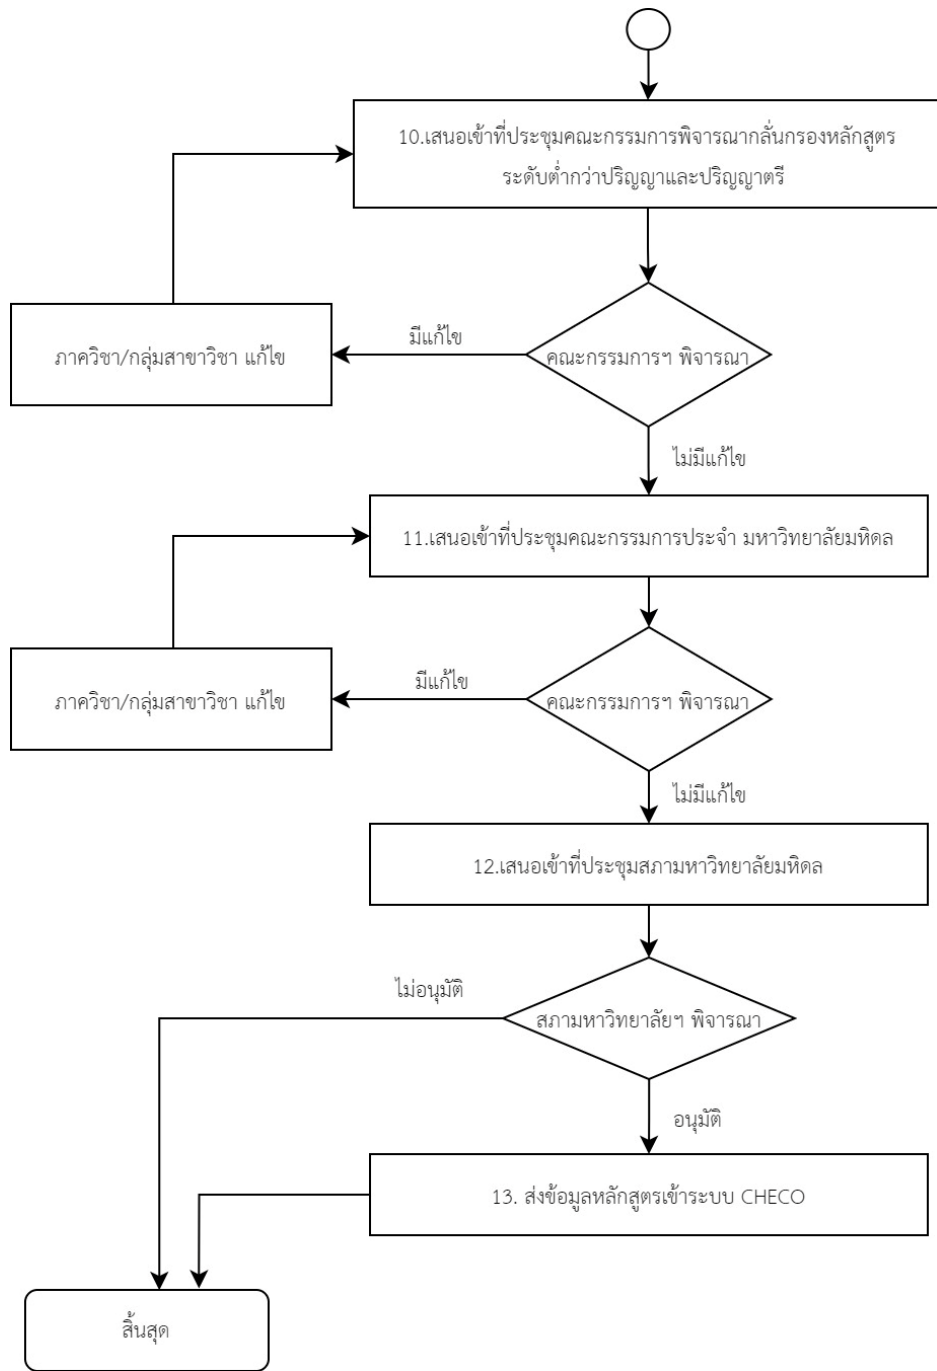 10.เสนอเข้าที่ประชุมคณะกรรมการพิจารณากลั่นกรองหลักสูตร
ระดับต่ำกว่าปริญญาและปริญญาตรี
มีแก้ไข
ภาควิชา/กลุ่มสาขาวิชา แก้ไข
คณะกรรมการฯ พิจารณา
ไม่มีแก้ไข
11.เสนอเข้าที่ประชุมคณะกรรมการประจำ มหาวิทยาลัยมหิดล
มีแก้ไข
ภาควิชา/กลุ่มสาขาวิชา แก้ไข
คณะกรรมการฯ พิจารณา
ไม่มีแก้ไข
12.เสนอเข้าที่ประชุมสภามหาวิทยาลัยมหิดล
ไม่อนุมัติ
สภามหาวิทยาลัยฯ พิจารณา
อนุมัติ
13. ส่งข้อมูลหลักสูตรเข้าระบบ CHECO
สิ้นสุด